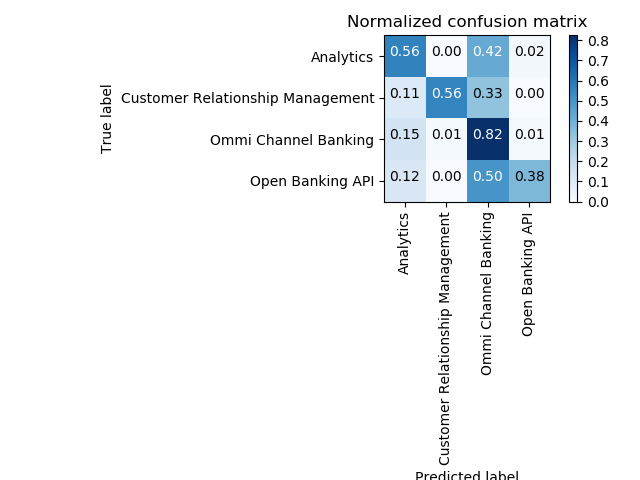 Normalized confusion matrix
True label
Analytics
0.56 0.00 0.42 0.02
Customer Relationship Management
0.11 0.56 0.33 0.00
Ommi Channel Banking
0.15 0.01 0.82 0.01
Open Banking API
0.12 0.00 0.50 0.38
0.8
0.7
0.6
0.5
0.4
0.3
0.2
0.1
0.0
Analytics
Customer Relationship Management
Ommi Channel Banking
Open Banking API
Predicted label